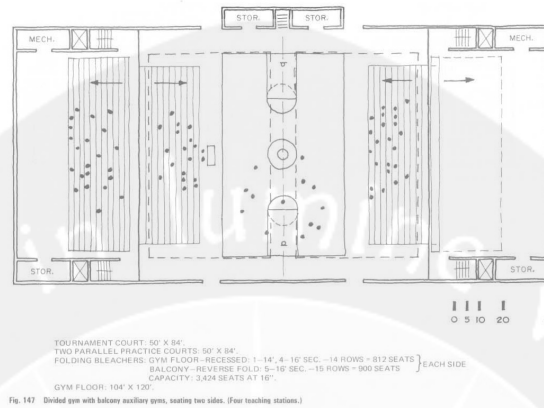 STOR. STOR.
MECH. MECH.
in lumine
STOR. STOR.
0 5 10 20
TOURNAMENT COURT: 50' X 84'.
TWO PARALLEL PRACTICE COURTS: 50' X 84'.
FOLDING BLEACHERS: GYM FLOOR–RECESSED: 1–14', 4–16' SEC. –14 ROWS = 812 SEATS
BALCONY–REVERSE FOLD: 5–16' SEC. –15 ROWS = 900 SEATS
EACH SIDE
CAPACITY: 3,424 SEATS AT 16".
GYM FLOOR: 104' X 120'.
Fig. 147 Divided gym with balcony auxiliary gyms, seating two sides. (Four teaching stations.)